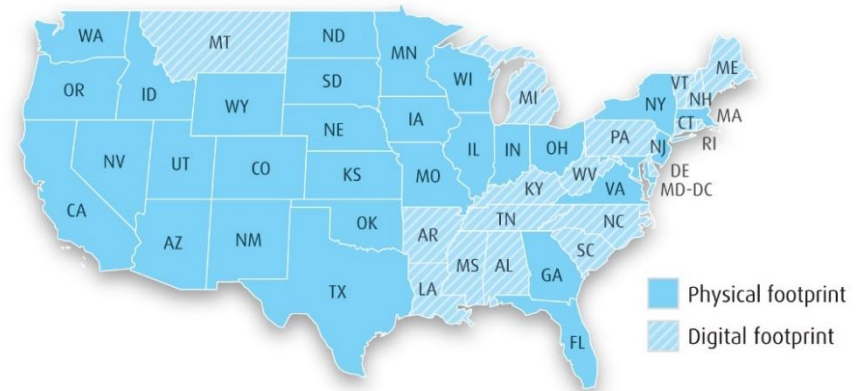 WA
MT
ND
MN
OR
ID
SD
WI
MI
VT
ME
NH
NY
MA
WY
IA
CT
RI
NE
PA
NJ
NV
UT
CO
IL
IN
OH
DE
MD-DC
KS
MO
WV
VA
KY
CA
OK
TN
NC
AZ
NM
AR
SC
MS
AL
GA
TX
LA
FL
Physical footprint
Digital footprint